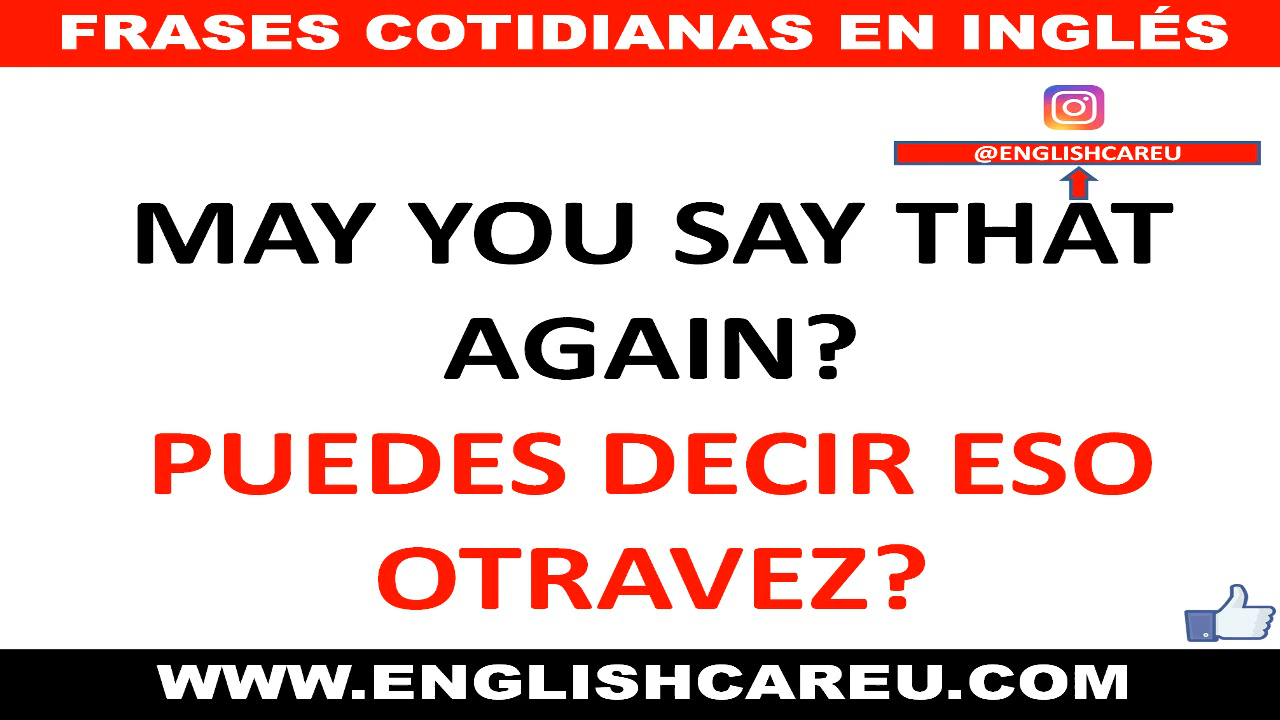 FRASES COTIDIANAS EN INGLÉS
@ENGLISHCAREU
MAY YOU SAY THAT
AGAIN?
PUEDES DECIR ESO
OTRAVEZ?
WWW.ENGLISHCAREU.COM